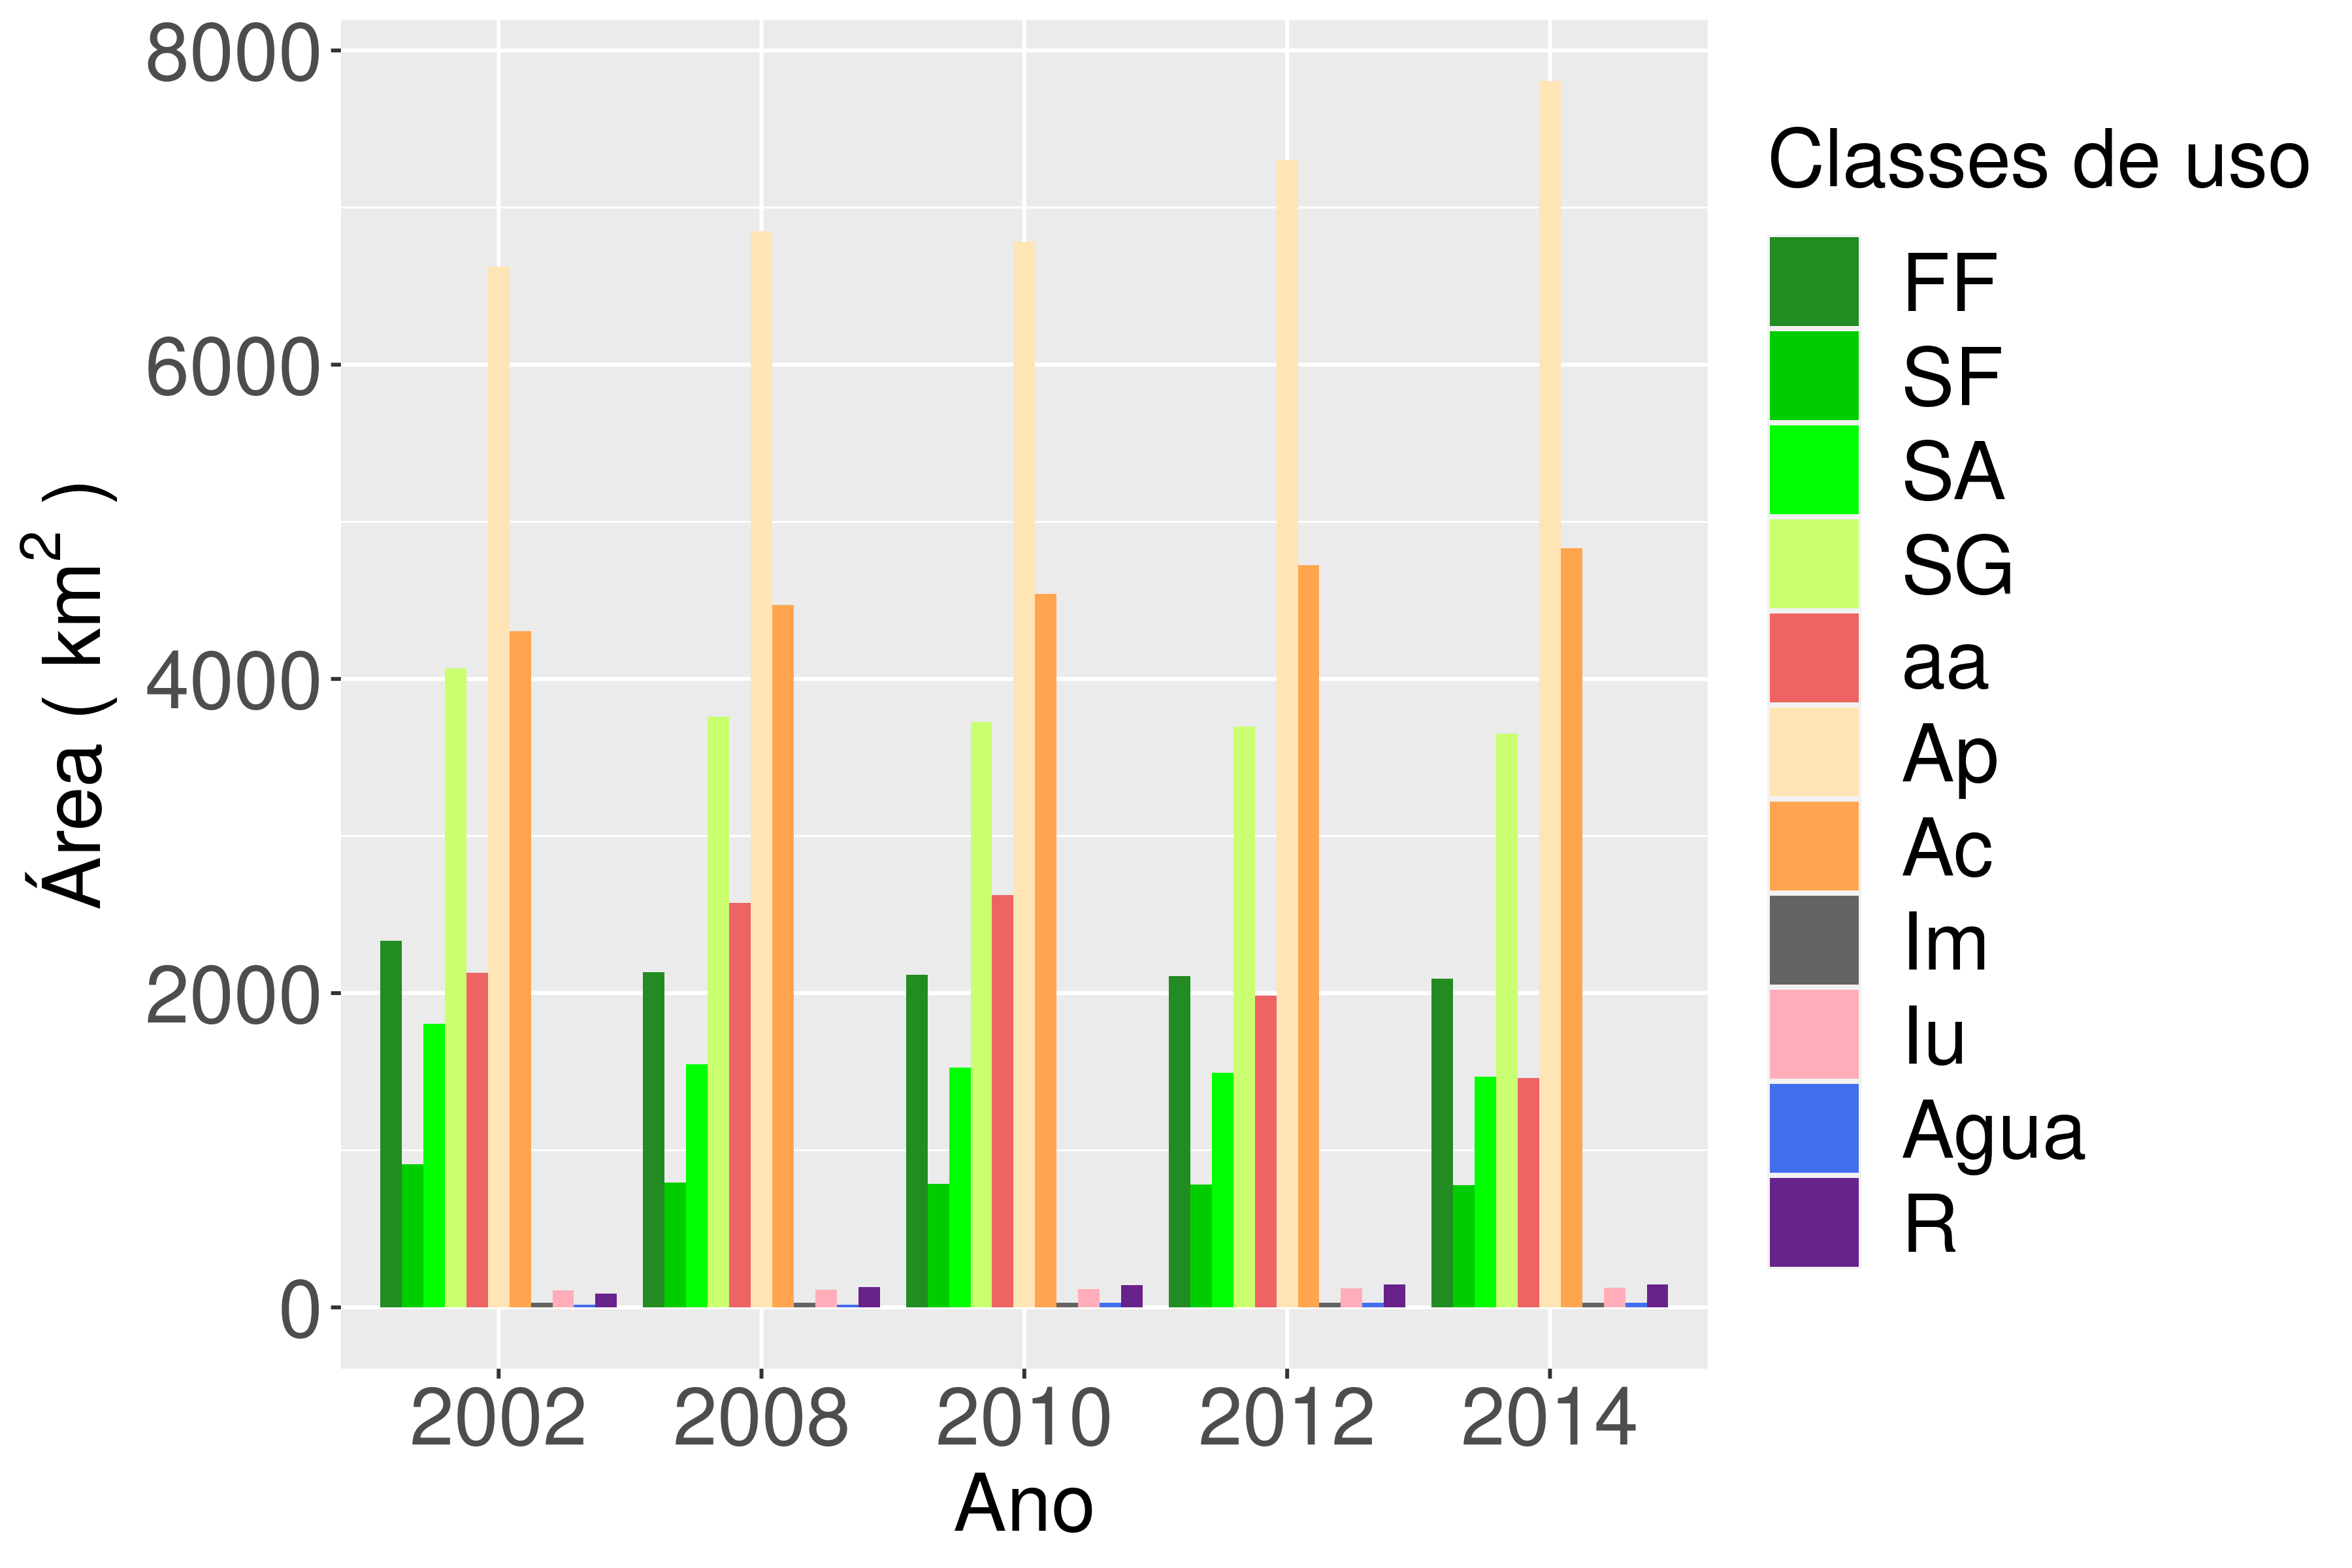 8000
6000
4000
2000
0
Área ( km² )
2002 2008 2010 2012 2014
Ano
Classes de uso
FF
SF
SA
SG
aa
Ap
Ac
Im
Iu
Agua
R